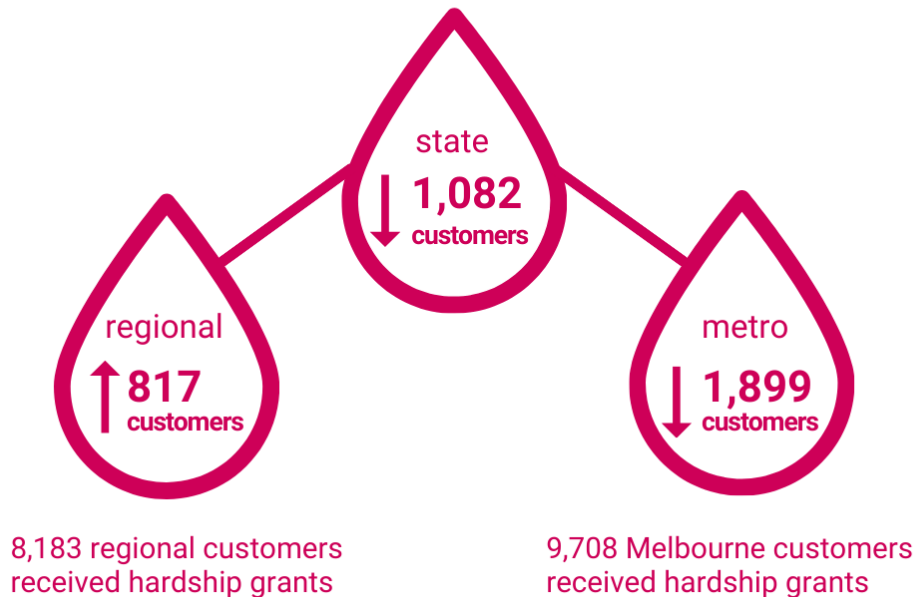 state
1,082
customers
regional
817
customers
metro
1,899
customers
8,183 regional customers
received hardship grants
9,708 Melbourne customers
received hardship grants